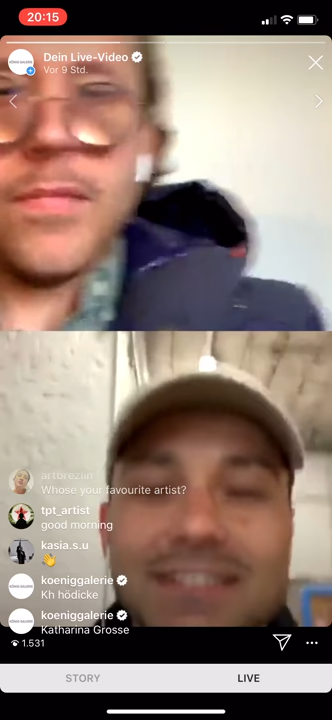 20:15
Dein Live-Video
Vor 9 Std.
artbrezlin
Whose your favourite artist?
tpt_artist
good morning
kasia.s.u
👋
koeniggalerie
Kh hödicke
koeniggalerie
Katharina Grosse
1.531
STORY
LIVE